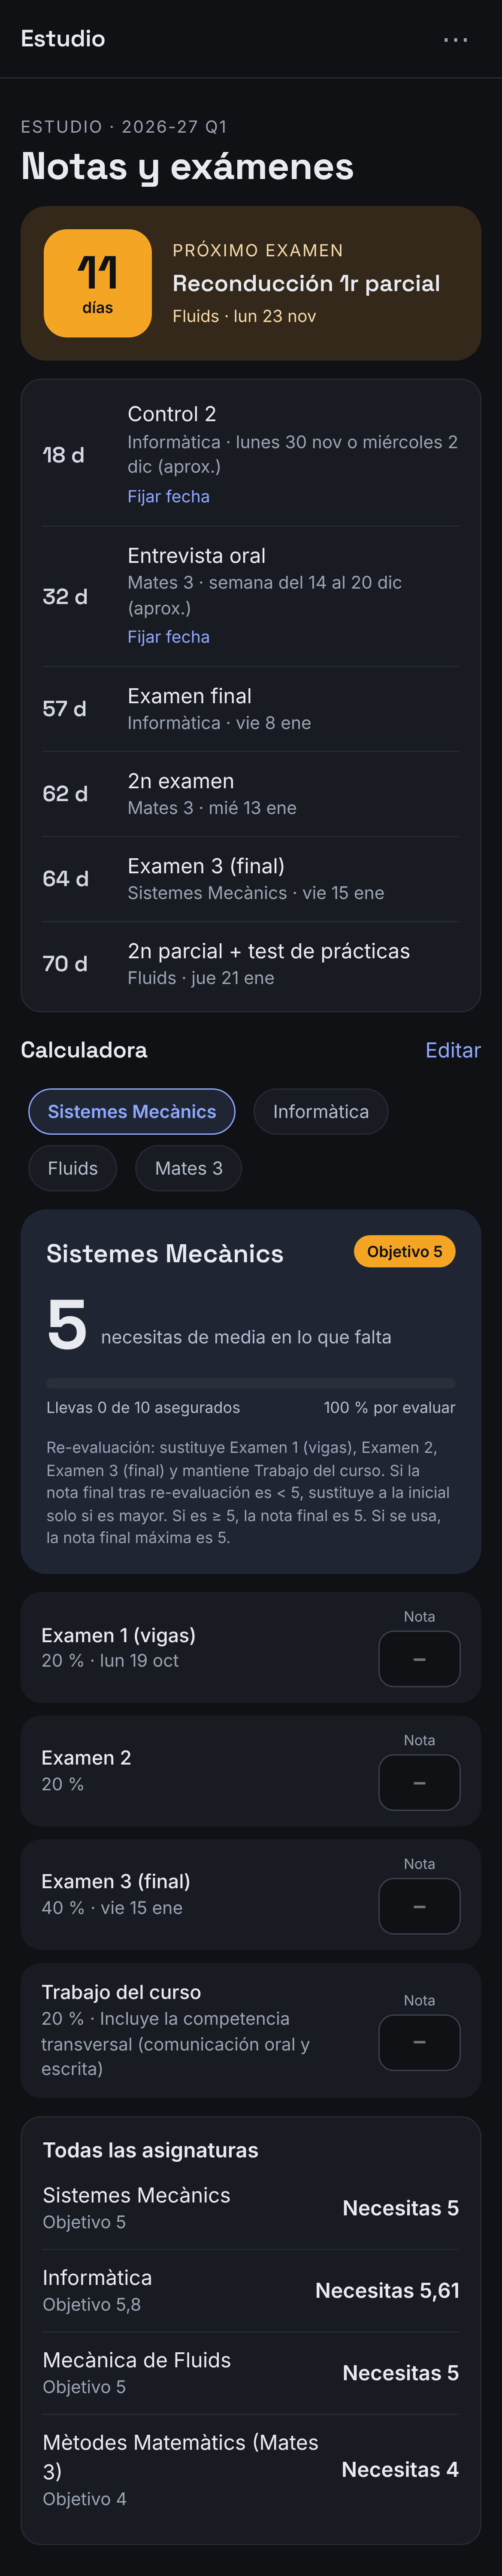 Estudio
...
ESTUDIO · 2026-27 Q1
Notas y exámenes
11
días
PRÓXIMO EXAMEN
Reconducción 1r parcial
Fluids · lun 23 nov
18 d
Control 2
Informàtica · lunes 30 nov o miércoles 2
dic (aprox.)
Fijar fecha
32 d
Entrevista oral
Mates 3 · semana del 14 al 20 dic
(aprox.)
Fijar fecha
57 d
Examen final
Informàtica · vie 8 ene
62 d
2n examen
Mates 3 · mié 13 ene
64 d
Examen 3 (final)
Sistemes Mecànics · vie 15 ene
70 d
2n parcial + test de prácticas
Fluids · jue 21 ene
Calculadora
Editar
Sistemes Mecànics
Informàtica
Fluids
Mates 3
Sistemes Mecànics
Objetivo 5
5 necesitas de media en lo que falta
Llevas 0 de 10 asegurados
100 % por evaluar
Re-evaluación: sustituye Examen 1 (vigas), Examen 2,
Examen 3 (final) y mantiene Trabajo del curso. Si la
nota final tras re-evaluación es < 5, sustituye a la inicial
solo si es mayor. Si es ≥ 5, la nota final es 5. Si se usa,
la nota final máxima es 5.
Examen 1 (vigas)
20 % · lun 19 oct
Nota
–
Examen 2
20 %
Nota
–
Examen 3 (final)
40 % · vie 15 ene
Nota
–
Trabajo del curso
20 % · Incluye la competencia
transversal (comunicación oral y
escrita)
Nota
–
Todas las asignaturas
Sistemes Mecànics
Objetivo 5
Necesitas 5
Informàtica
Objetivo 5,8
Necesitas 5,61
Mecànica de Fluids
Objetivo 5
Necesitas 5
Mètodes Matemàtics (Mates
3)
Objetivo 4
Necesitas 4